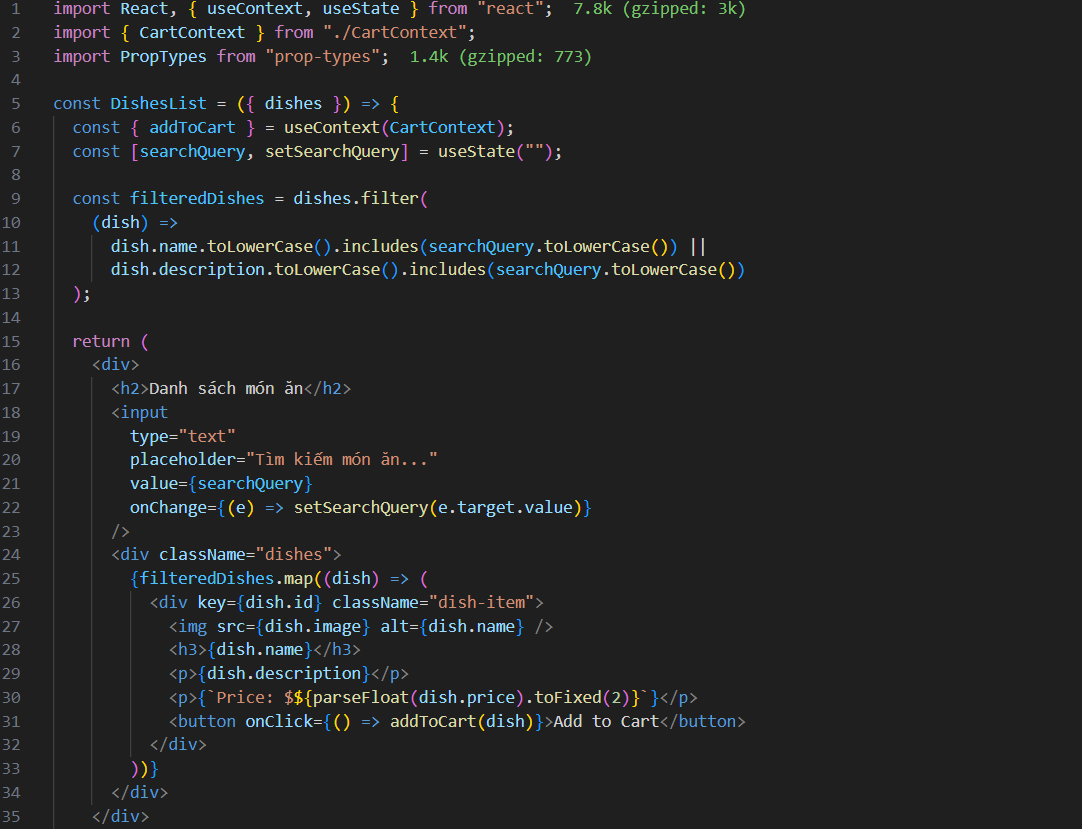 1 import React, { useContext, useState } from "react"; 7.8k (gzipped: 3k)
2 import { CartContext } from "./CartContext";
3 import PropTypes from "prop-types"; 1.4k (gzipped: 773)
4
5 const DishesList = ({ dishes }) => {
6   const { addToCart } = useContext(CartContext);
7   const [searchQuery, setSearchQuery] = useState("");
8
9   const filteredDishes = dishes.filter(
10     (dish) =>
11       dish.name.toLowerCase().includes(searchQuery.toLowerCase()) ||
12       dish.description.toLowerCase().includes(searchQuery.toLowerCase())
13   );
14
15   return (
16     <div>
17       <h2>Danh sách món ăn</h2>
18       <input
19         type="text"
20         placeholder="Tìm kiếm món ăn..."
21         value={searchQuery}
22         onChange={(e) => setSearchQuery(e.target.value)}
23       />
24       <div className="dishes">
25         {filteredDishes.map((dish) => (
26           <div key={dish.id} className="dish-item">
27             <img src={dish.image} alt={dish.name} />
28             <h3>{dish.name}</h3>
29             <p>{dish.description}</p>
30             <p>{`Price: $${parseFloat(dish.price).toFixed(2)}`}</p>
31             <button onClick={() => addToCart(dish)}>Add to Cart</button>
32           </div>
33         ))}
34       </div>
35     </div>